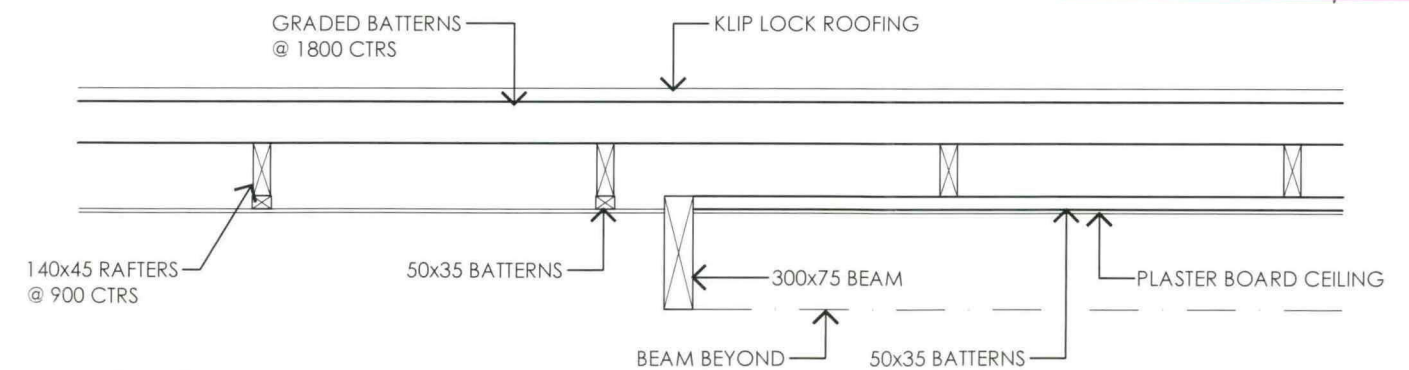 GRADED BATTERNS
@ 1800 CTRS
KLIP LOCK ROOFING
140x45 RAFTERS
@ 900 CTRS
50x35 BATTERNS
300x75 BEAM
PLASTER BOARD CEILING
BEAM BEYOND
50x35 BATTERNS